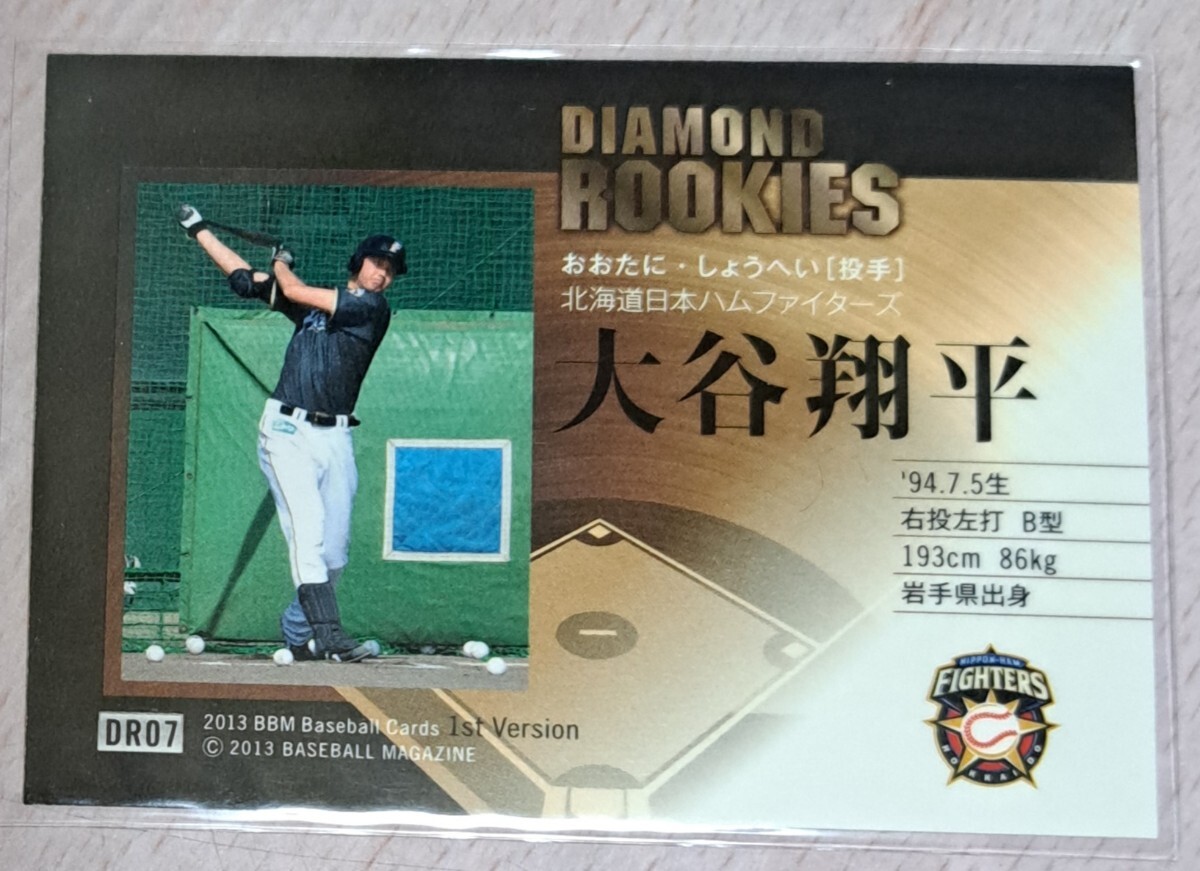 DIAMOND
ROOKIES
おおたに・しょうへい[投手]
北海道日本ハムファイターズ
大谷翔平
'94.7.5生
右投左打 B型
193cm 86kg
岩手県出身
NIPPON-HAM
FIGHTERS
HOKKAIDO
DR07
2013 BBM Baseball Cards 1st Version
© 2013 BASEBALL MAGAZINE